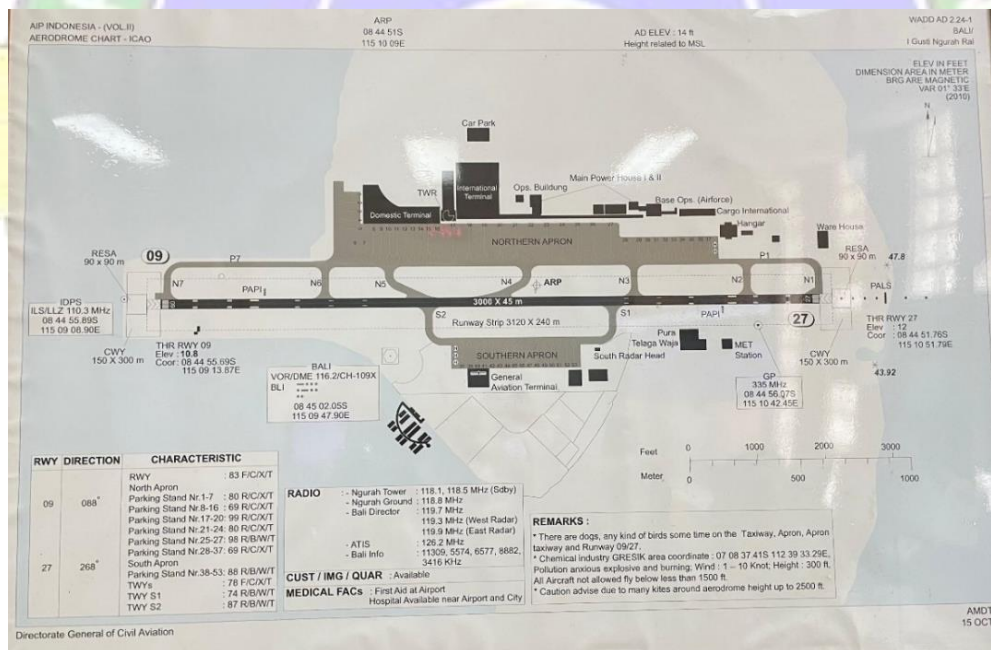 AIP INDONESIA - (VOL.II)
AERODROME CHART - ICAO
ARP
08 44 51S
115 10 09E
AD ELEV : 14 ft
Height related to MSL
WADD AD 2.24-1
BALI/
I Gusti Ngurah Rai
ELEV IN FEET
DIMENSION AREA IN METER
BRG ARE MAGNETIC
VAR 01° 33'E
(2010)
N
Car Park
TWR
International
Terminal
Ops. Buildung
Main Power House I & II
Base Ops. (Airforce)
Cargo International
Hangar
Ware House
Domestic Terminal
NORTHERN APRON
RESA
90 x 90 m
09
P7
P1
RESA
90 x 90 m
47.8
N7
N6
N5
N4
ARP
N3
N2
N1
PALS
PAPI
3000 X 45 m
PAPI
27
IDPS
ILS/LLZ 110.3 MHz
08 44 55.89S
115 09 08.90E
CWY
150 X 300 m
THR RWY 09
Elev : 10.8
Coor: 08 44 55.69S
115 09 13.87E
S2
S1
Runway Strip 3120 X 240 m
SOUTHERN APRON
Pura
Telaga Waja
MET
Station
South Radar Head
General
Aviation Terminal
CWY
150 X 300 m
THR RWY 27
Elev : 12
Coor : 08 44 51.76S
115 10 51.79E
43.92
BALI
VOR/DME 116.2/CH-109X
BLI
08 45 02.05S
115 09 47.90E
GP
335 MHz
08 44 56.07S
115 10 42.45E
Feet 0 1000 2000 3000
Meter 0 500 1000
RWY DIRECTION CHARACTERISTIC
RWY : 83 F/C/X/T
North Apron
09 088°
Parking Stand Nr.1-7 : 80 R/C/X/T
Parking Stand Nr.8-16 : 69 R/C/X/T
Parking Stand Nr.17-20 : 99 R/C/X/T
Parking Stand Nr.21-24 : 80 R/C/X/T
Parking Stand Nr.25-27 : 98 R/B/W/T
Parking Stand Nr.28-37 : 69 R/C/X/T
27 268°
South Apron
Parking Stand Nr.38-53: 88 R/B/W/T
TWYs : 78 F/C/X/T
TWY S1 : 74 R/B/W/T
TWY S2 : 87 R/B/W/T
RADIO : - Ngurah Tower : 118.1, 118.5 MHz (Sdby)
- Ngurah Ground : 118.8 MHz
- Bali Director : 119.7 MHz
119.3 MHz (West Radar)
119.9 MHz (East Radar)
- ATIS : 126.2 MHz
- Bali Info : 11309, 5574, 6577, 8882,
3416 KHz
CUST / IMG / QUAR : Available
MEDICAL FACs : First Aid at Airport
Hospital Available near Airport and City
REMARKS :
* There are dogs, any kind of birds some time on the Taxiway, Apron, Apron
taxiway and Runway 09/27.
* Chemical industry GRESIK area coordinate : 07 08 37.41S 112 39 33.29E,
Pollution anxious explosive and burning; Wind : 1 – 10 Knot; Height : 300 ft.
All Aircraft not allowed fly below less than 1500 ft.
* Caution advise due to many kites around aerodrome height up to 2500 ft.
Directorate General of Civil Aviation
AMDT
15 OCT